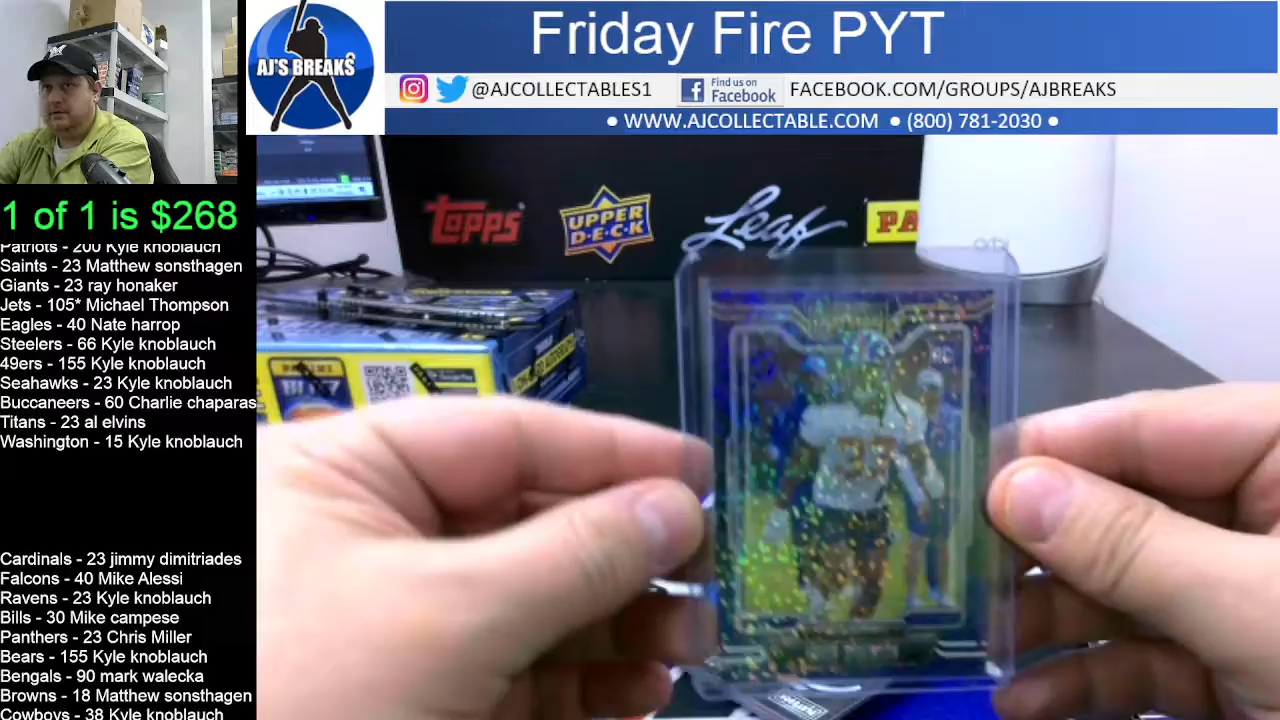 Friday Fire PYT
AJ'S BREAKS
@AJCOLLECTABLES1
Find us on
Facebook
FACEBOOK.COM/GROUPS/AJBREAKS
● WWW.AJCOLLECTABLE.COM ● (800) 781-2030 ●
1 of 1 is $268
Patriots - 200 Kyle knoblauch
Saints - 23 Matthew sonsthagen
Giants - 23 ray honaker
Jets - 105* Michael Thompson
Eagles - 40 Nate harrop
Steelers - 66 Kyle knoblauch
49ers - 155 Kyle knoblauch
Seahawks - 23 Kyle knoblauch
Buccaneers - 60 Charlie chaparas
Titans - 23 al elvins
Washington - 15 Kyle knoblauch
Cardinals - 23 jimmy dimitriades
Falcons - 40 Mike Alessi
Ravens - 23 Kyle knoblauch
Bills - 30 Mike campese
Panthers - 23 Chris Miller
Bears - 155 Kyle knoblauch
Bengals - 90 mark walecka
Browns - 18 Matthew sonsthagen
Cowboys - 38 Kyle knoblauch
TOPPS
UPPER
DECK
Leaf
PA
PANINI